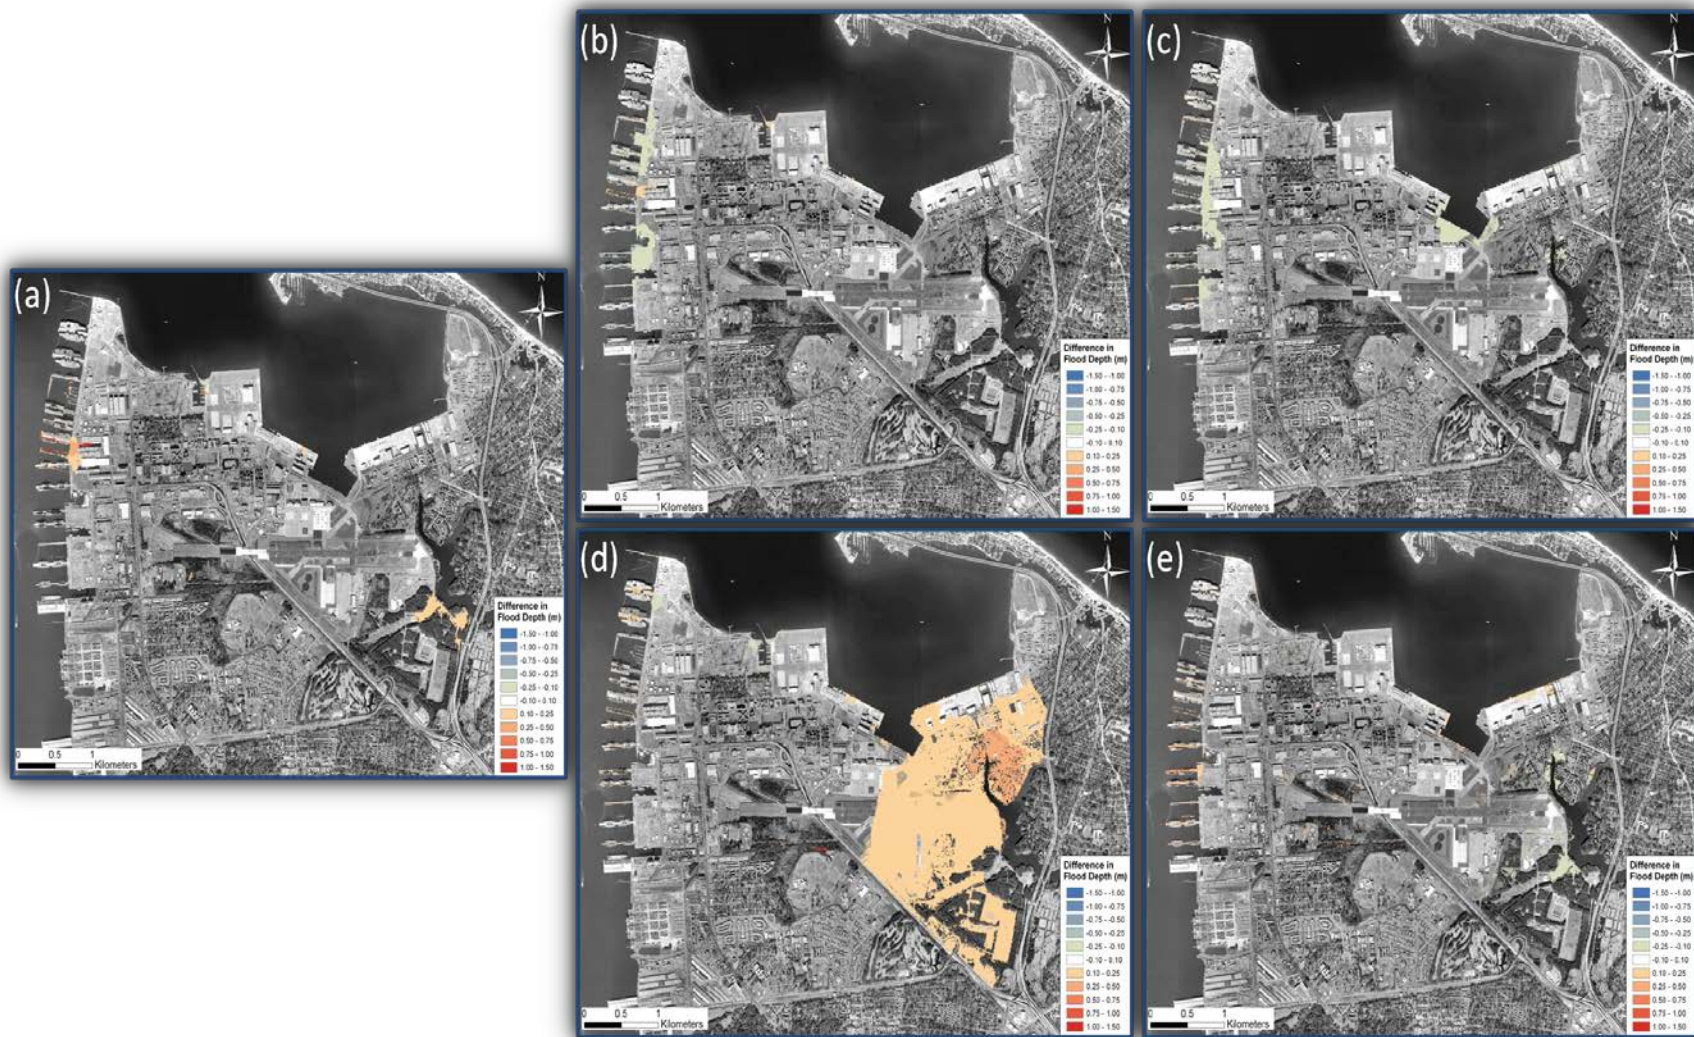 (a)
N
Difference in
Flood Depth (m)
-1.50 - -1.00
-1.00 - -0.75
-0.75 - -0.50
-0.50 - -0.25
-0.25 - -0.10
-0.10 - 0.10
0.10 - 0.25
0.25 - 0.50
0.50 - 0.75
0.75 - 1.00
1.00 - 1.50
0 0.5 1
Kilometers
(b)
N
Difference in
Flood Depth (m)
-1.50 - -1.00
-1.00 - -0.75
-0.75 - -0.50
-0.50 - -0.25
-0.25 - -0.10
-0.10 - 0.10
0.10 - 0.25
0.25 - 0.50
0.50 - 0.75
0.75 - 1.00
1.00 - 1.50
0 0.5 1
Kilometers
(c)
N
Difference in
Flood Depth (m)
-1.50 - -1.00
-1.00 - -0.75
-0.75 - -0.50
-0.50 - -0.25
-0.25 - -0.10
-0.10 - 0.10
0.10 - 0.25
0.25 - 0.50
0.50 - 0.75
0.75 - 1.00
1.00 - 1.50
0 0.5 1
Kilometers
(d)
N
Difference in
Flood Depth (m)
-1.50 - -1.00
-1.00 - -0.75
-0.75 - -0.50
-0.50 - -0.25
-0.25 - -0.10
-0.10 - 0.10
0.10 - 0.25
0.25 - 0.50
0.50 - 0.75
0.75 - 1.00
1.00 - 1.50
0 0.5 1
Kilometers
(e)
N
Difference in
Flood Depth (m)
-1.50 - -1.00
-1.00 - -0.75
-0.75 - -0.50
-0.50 - -0.25
-0.25 - -0.10
-0.10 - 0.10
0.10 - 0.25
0.25 - 0.50
0.50 - 0.75
0.75 - 1.00
1.00 - 1.50
0 0.5 1
Kilometers